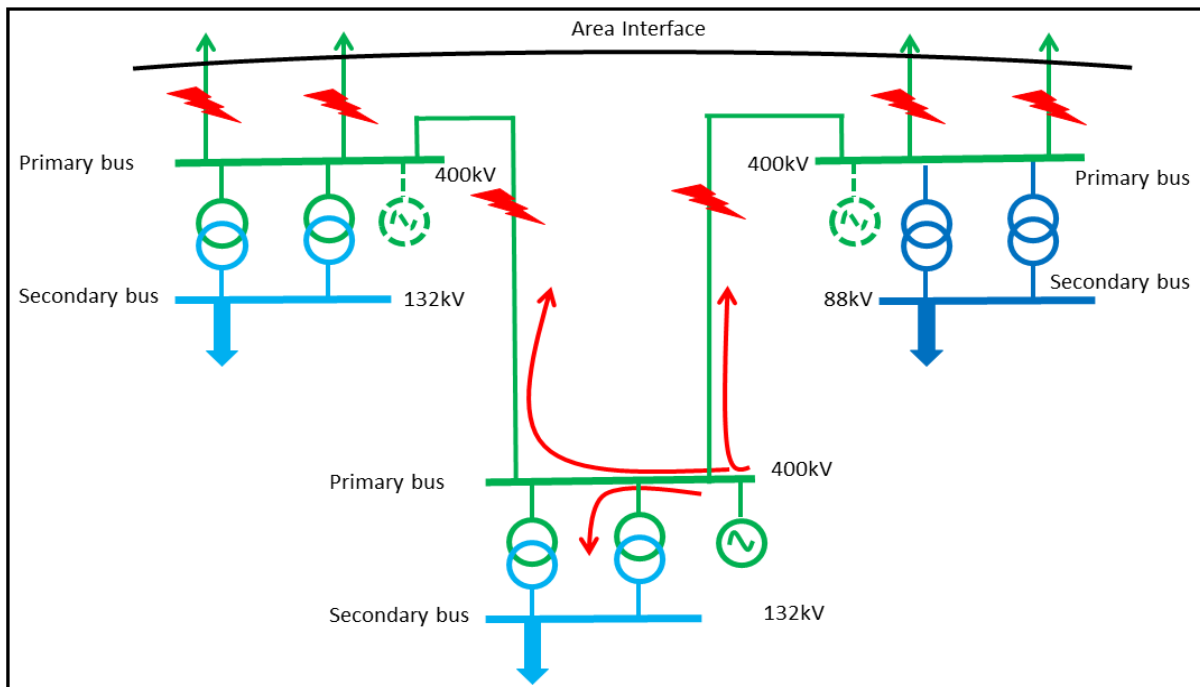 Area Interface
Primary bus
400kV
400kV
Primary bus
Secondary bus
132kV
88kV
Secondary bus
Primary bus
400kV
Secondary bus
132kV